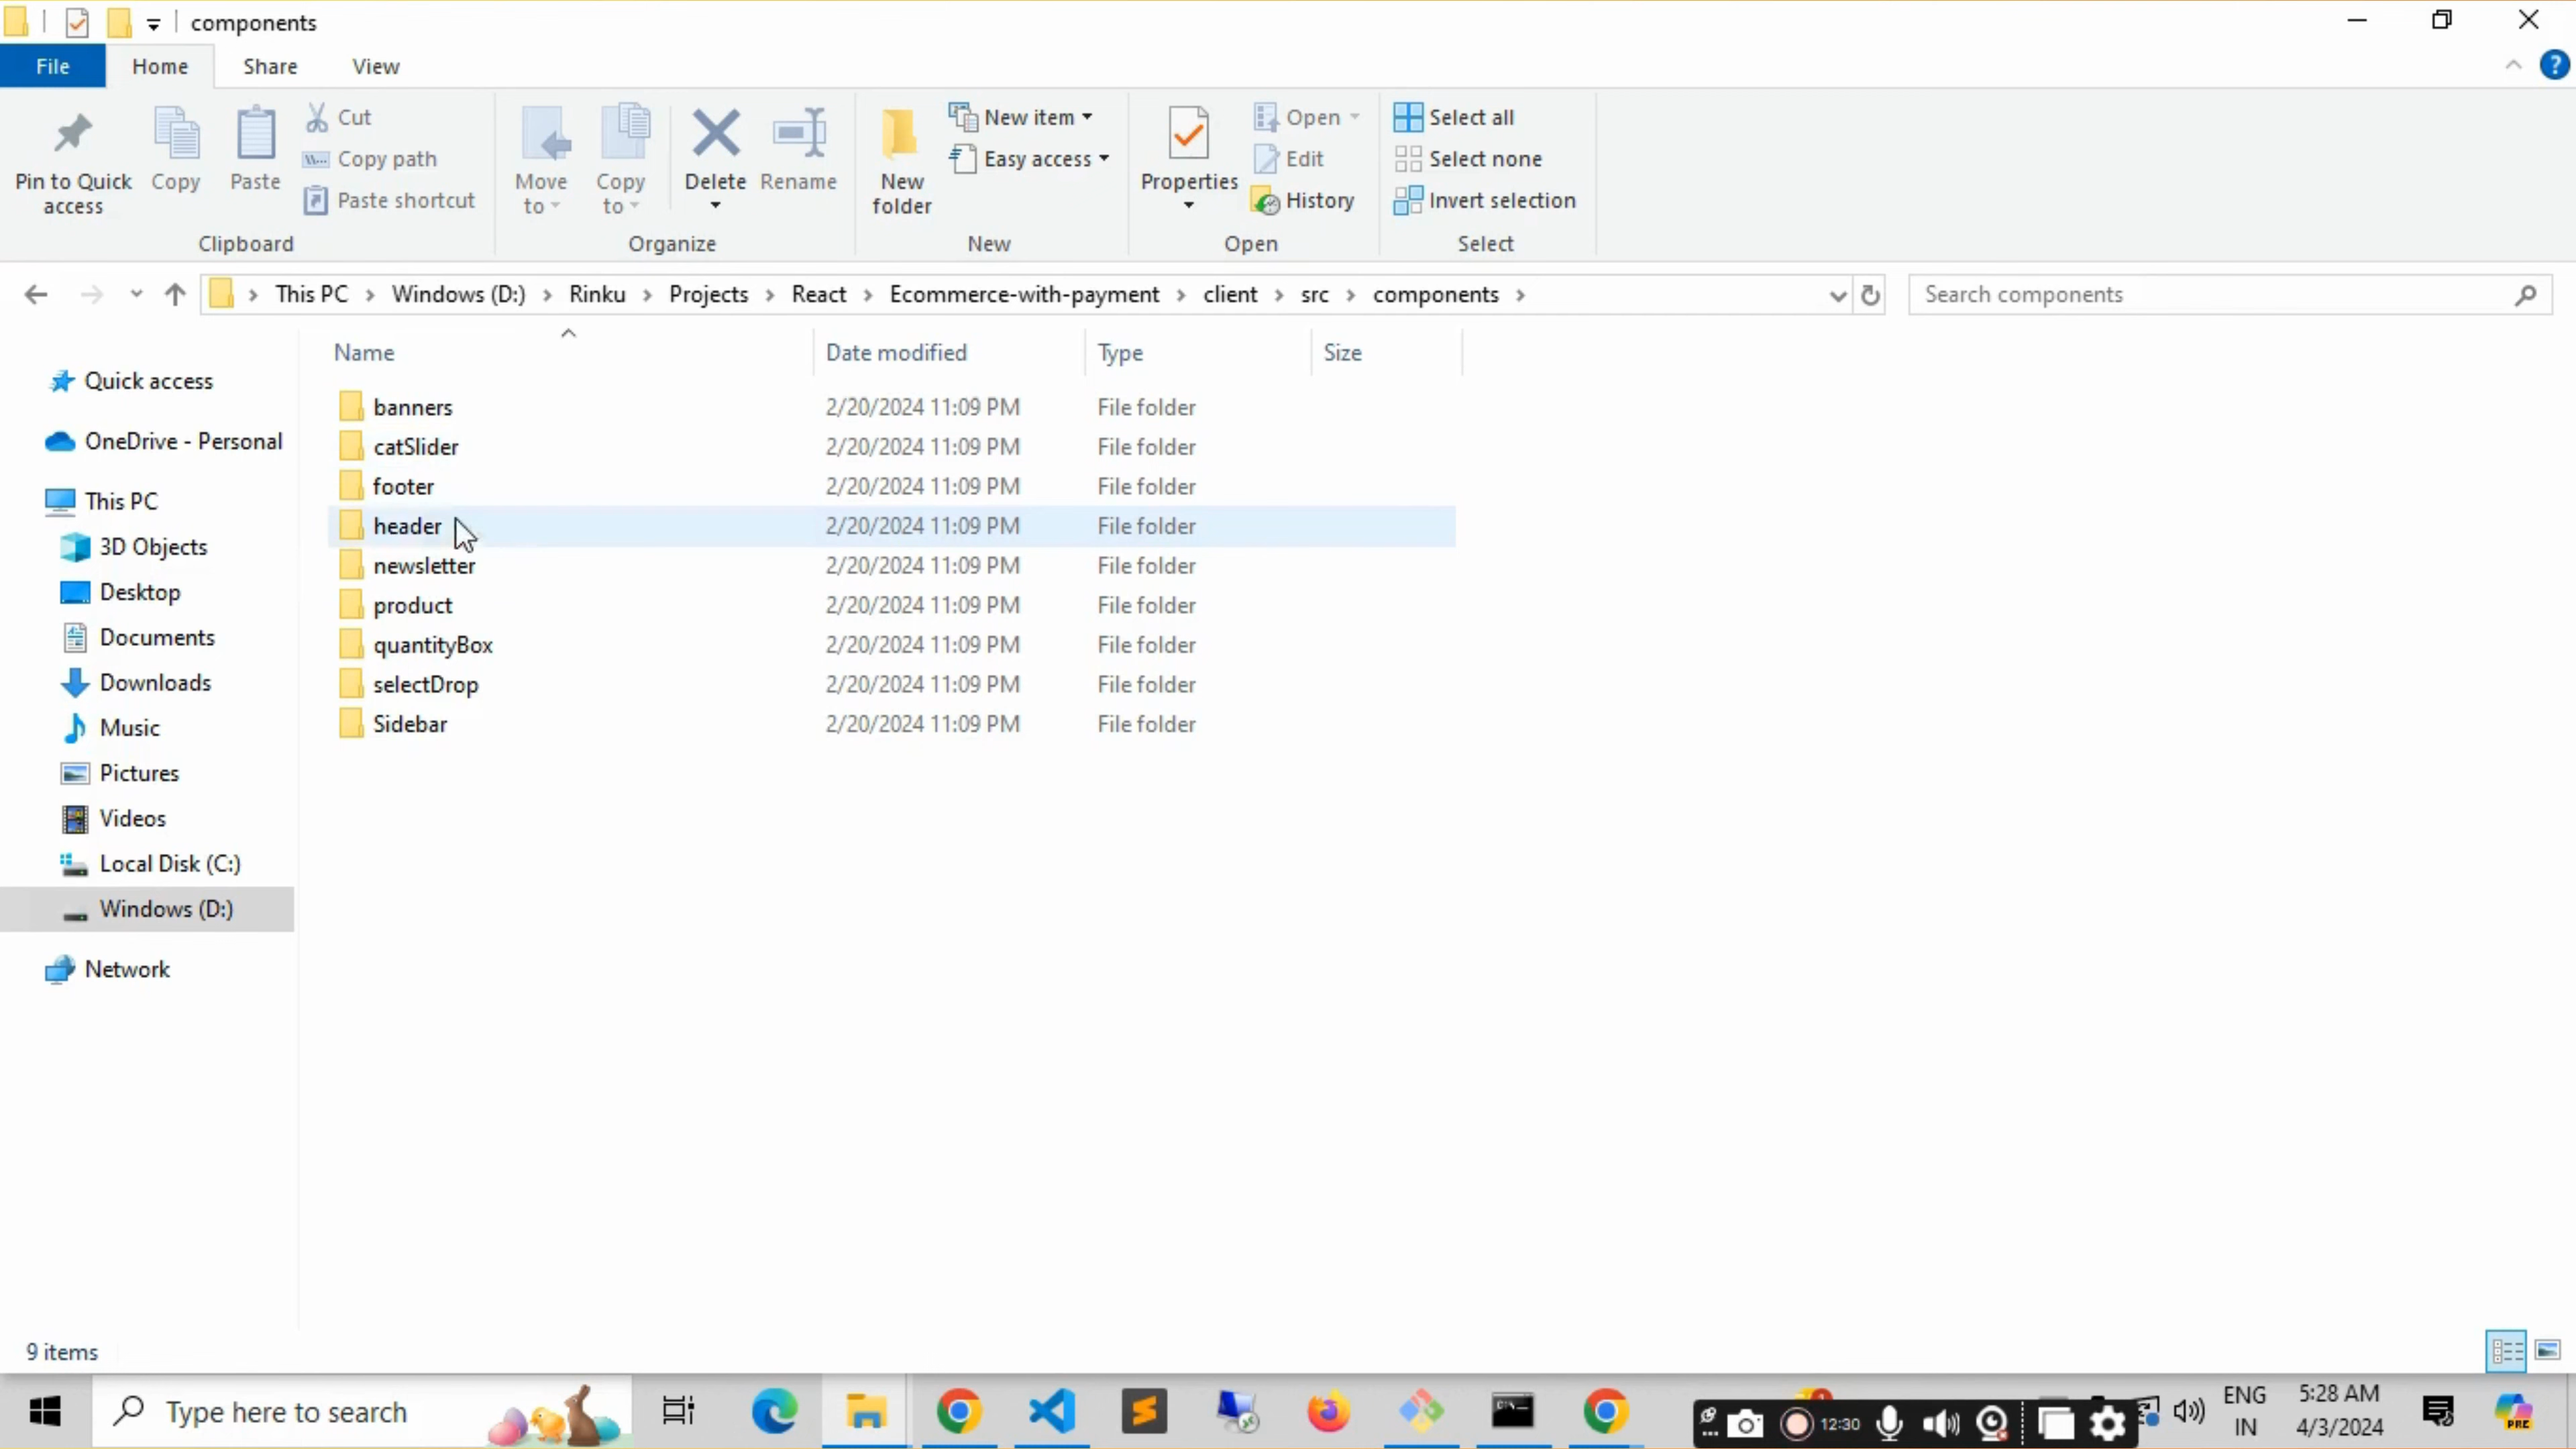 components
File Home Share View
Pin to Quick access
Copy
Paste
Cut
Copy path
Paste shortcut
Clipboard
Move to
Copy to
Delete
Rename
Organize
New folder
New item
Easy access
New
Properties
Open
Edit
History
Open
Select all
Select none
Invert selection
Select
This PC Windows (D:) Rinku Projects React Ecommerce-with-payment client src components
Search components
Quick access
OneDrive - Personal
This PC
3D Objects
Desktop
Documents
Downloads
Music
Pictures
Videos
Local Disk (C:)
Windows (D:)
Network
Name Date modified Type Size
banners 2/20/2024 11:09 PM File folder
catSlider 2/20/2024 11:09 PM File folder
footer 2/20/2024 11:09 PM File folder
header 2/20/2024 11:09 PM File folder
newsletter 2/20/2024 11:09 PM File folder
product 2/20/2024 11:09 PM File folder
quantityBox 2/20/2024 11:09 PM File folder
selectDrop 2/20/2024 11:09 PM File folder
Sidebar 2/20/2024 11:09 PM File folder
9 items
Type here to search
12:30
ENG
IN
5:28 AM
4/3/2024
PRE